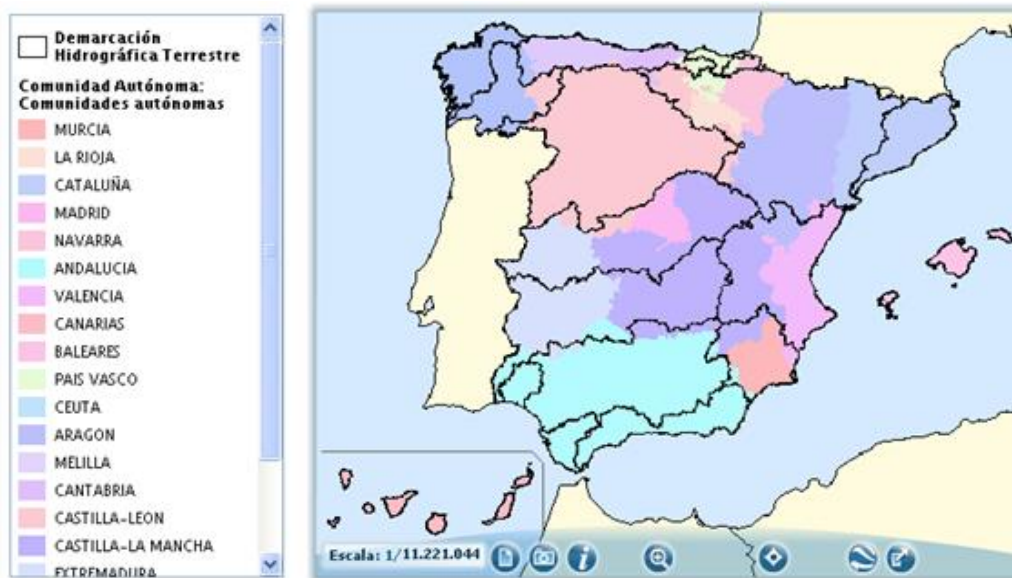 Demarcación
Hidrográfica Terrestre
Comunidad Autónoma:
Comunidades autónomas
MURCIA
LA RIOJA
CATALUÑA
MADRID
NAVARRA
ANDALUCIA
VALENCIA
CANARIAS
BALEARES
PAIS VASCO
CEUTA
ARAGON
MELILLA
CANTABRIA
CASTILLA-LEON
CASTILLA-LA MANCHA
EXTREMADURA
Escala: 1/11.221.044